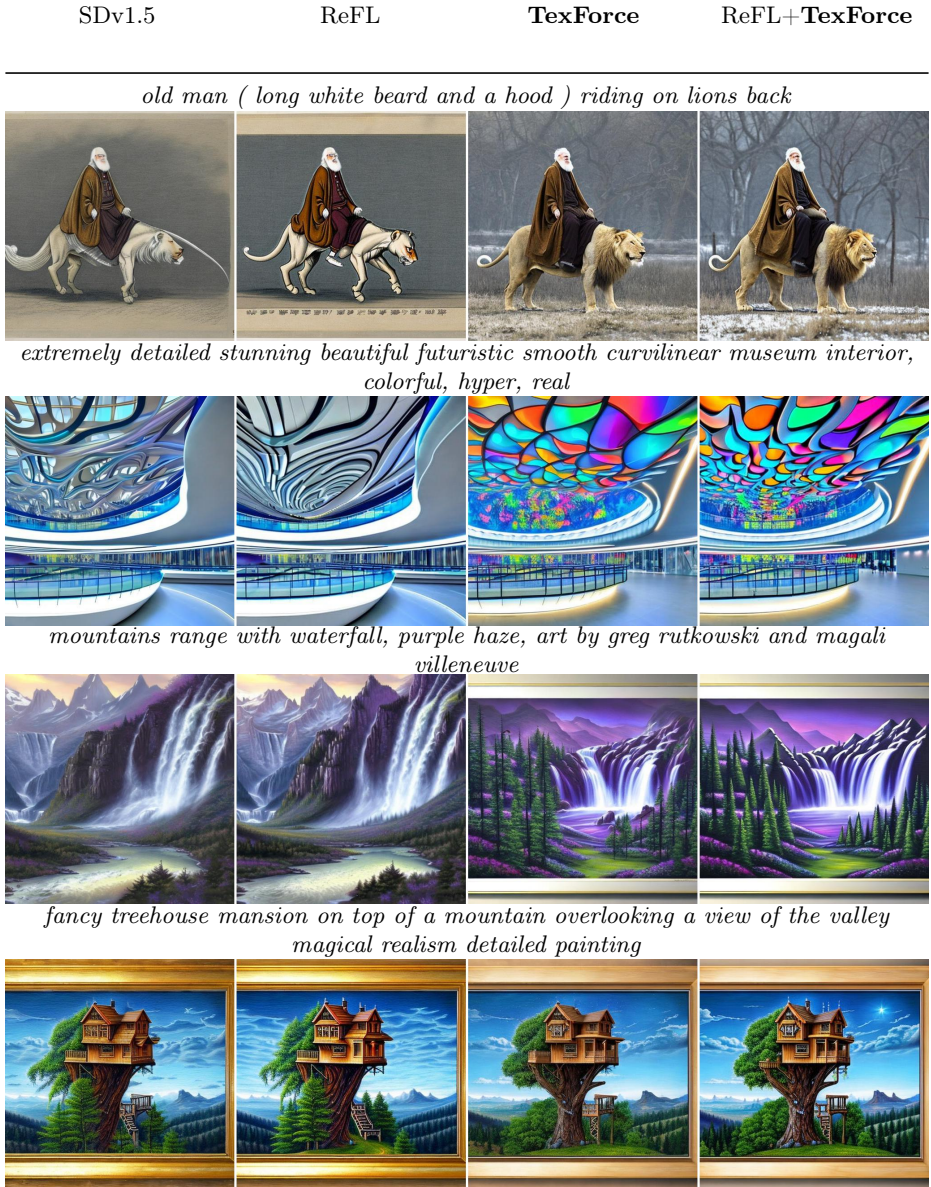 SDv1.5 ReFL TexForce ReFL+TexForce
old man ( long white beard and a hood ) riding on lions back
extremely detailed stunning beautiful futuristic smooth curvilinear museum interior,
colorful, hyper, real
mountains range with waterfall, purple haze, art by greg rutkowski and magali
villeneuve
fancy treehouse mansion on top of a mountain overlooking a view of the valley
magical realism detailed painting